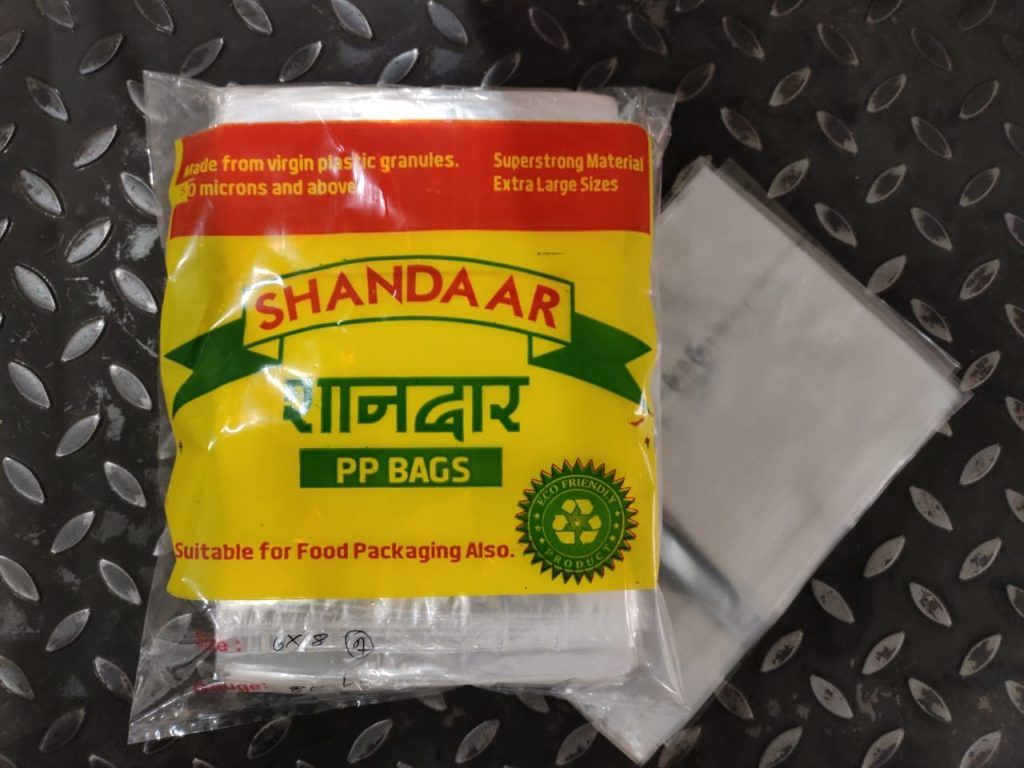 Made from virgin plastic granules.
microns and above
Superstrong Material
Extra Large Sizes
SHANDAAR
शानदार
PP BAGS
ECO FRIENDLY
PRODUCT
Suitable for Food Packaging Also.
6X8
Gauge: